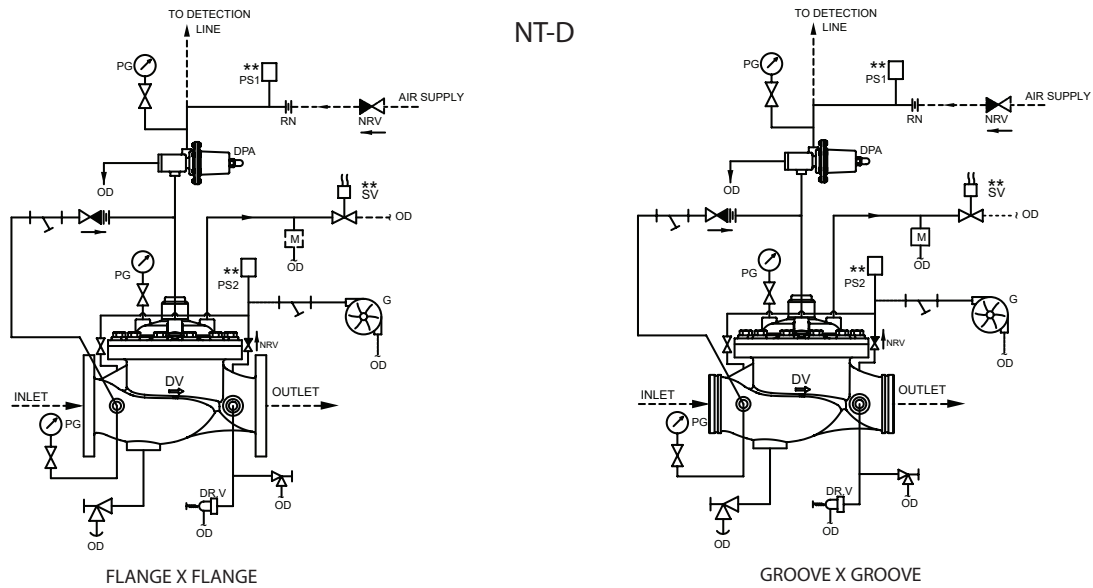 NT-D
TO DETECTION
LINE
PG
**
PS1
AIR SUPPLY
RN
NRV
DPA
OD
**
SV
OD
M
OD
PG
**
PS2
G
NRV
OD
DV
INLET
OUTLET
PG
DR.V
OD
OD
OD
FLANGE X FLANGE
TO DETECTION
LINE
PG
**
PS1
AIR SUPPLY
RN
NRV
DPA
OD
**
SV
OD
M
OD
PG
**
PS2
G
NRV
OD
DV
INLET
OUTLET
PG
DR.V
OD
OD
OD
GROOVE X GROOVE